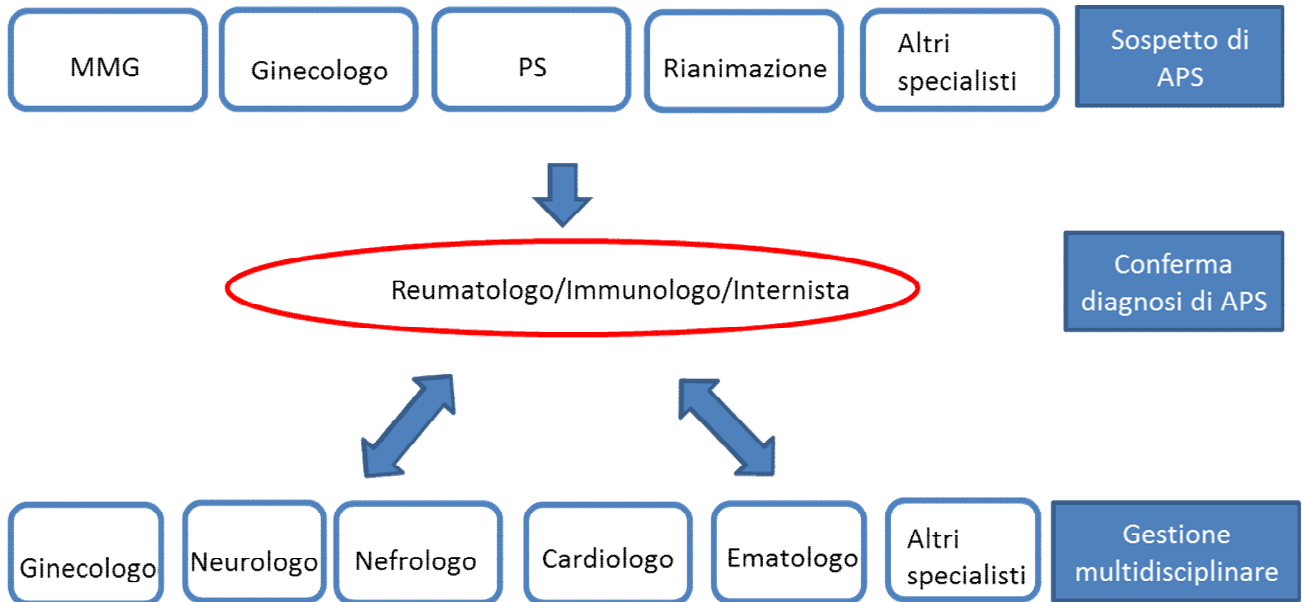 MMG
Ginecologo
PS
Rianimazione
Altri
specialisti
Sospetto di
APS
Reumatologo/Immunologo/Internista
Conferma
diagnosi di APS
Ginecologo
Neurologo
Nefrologo
Cardiologo
Ematologo
Altri
specialisti
Gestione
multidisciplinare